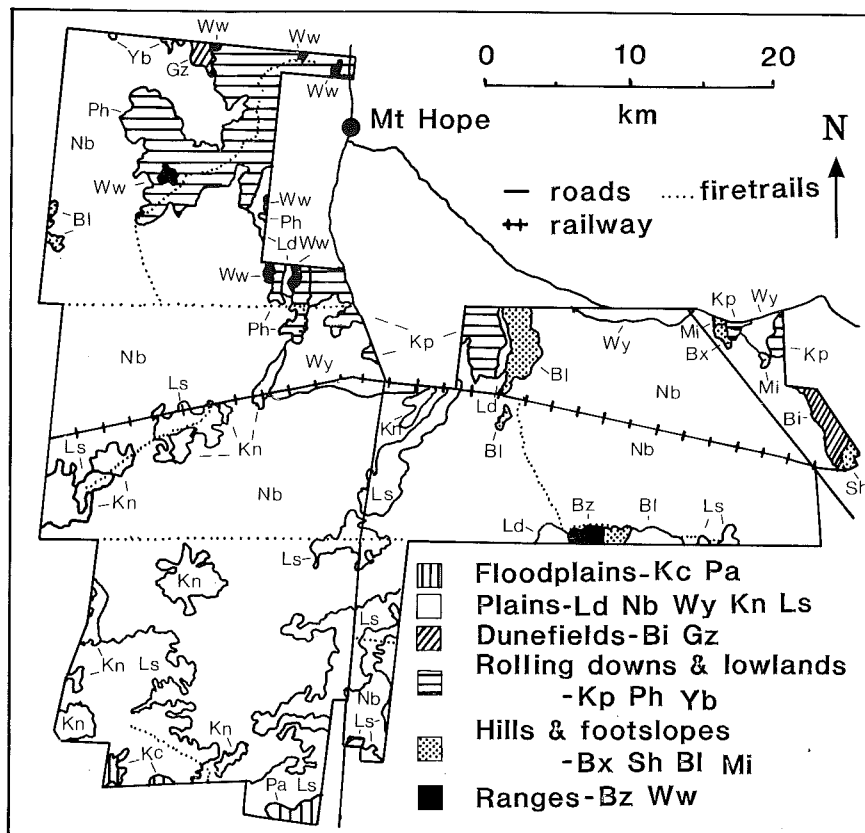 Ww
Ww
Yb
Gz
Ww
0 10 20
km
Ph
Mt Hope
N
Nb
roads firetrails
railway
Ww
Ww
Bl
Ph
Ld Ww
Ww
Kp Wy
Ph
Kp
Mi
Wy
Bx
Kp
Nb
Wy
Mi
Ls
Bl
Nb
Ld
Bi
Kn
Kn
Bl
Nb
Ls
Sh
Kn
Nb
Ls
Ld
Bz
Bl
Ls
Ls
Kn
Floodplains-Kc Pa
Plains-Ld Nb Wy Kn Ls
Ls
Dunefields-Bi Gz
Kn
Ls
Rolling downs & lowlands
-Kp Ph Yb
Nb
Kn
Kn
Ls
Hills & footslopes
-Bx Sh Bl Mi
Kc
Pa Ls
Ranges-Bz Ww